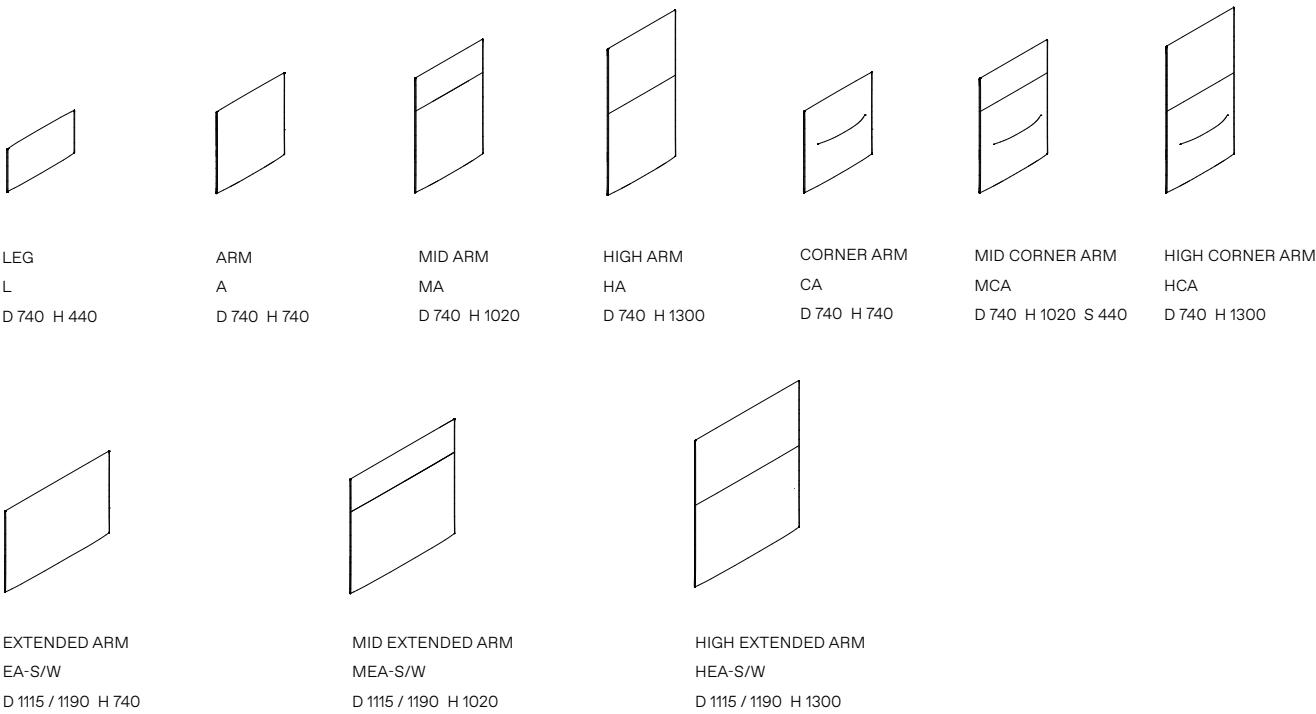 LEG
L
D 740 H 440
ARM
A
D 740 H 740
MID ARM
MA
D 740 H 1020
HIGH ARM
HA
D 740 H 1300
CORNER ARM
CA
D 740 H 740
MID CORNER ARM
MCA
D 740 H 1020 S 440
HIGH CORNER ARM
HCA
D 740 H 1300
EXTENDED ARM
EA-S/W
D 1115 / 1190 H 740
MID EXTENDED ARM
MEA-S/W
D 1115 / 1190 H 1020
HIGH EXTENDED ARM
HEA-S/W
D 1115 / 1190 H 1300